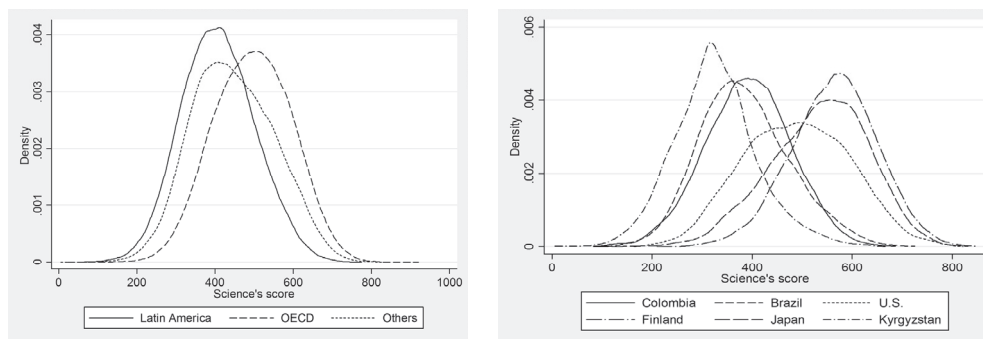 .004
.003
.002
.001
0
Density
0 200 400 600 800 1000
Science's score
Latin America OECD Others
.006
.004
.002
0
Density
0 200 400 600 800
Science's score
Colombia Brazil U.S.
Finland Japan Kyrgyzstan